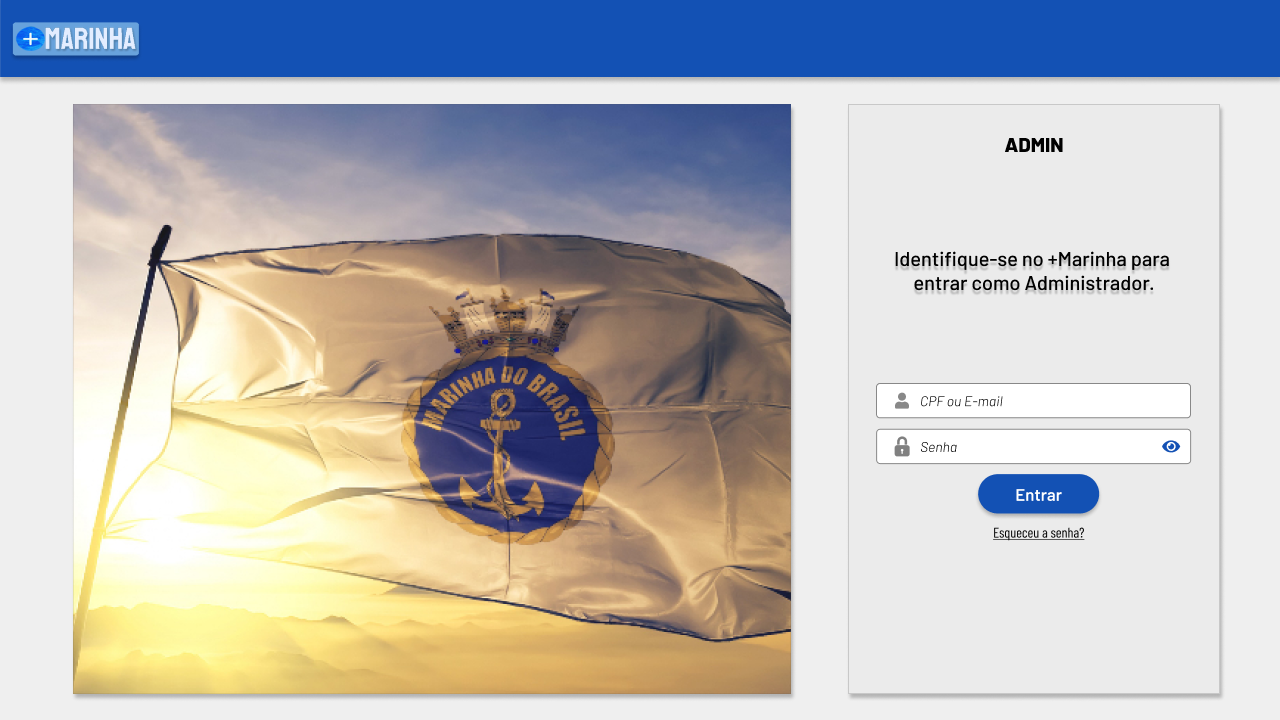 +MARINHA
MARINHA DO BRASIL
ADMIN
Identifique-se no +Marinha para
entrar como Administrador.
CPF ou E-mail
Senha
Entrar
Esqueceu a senha?